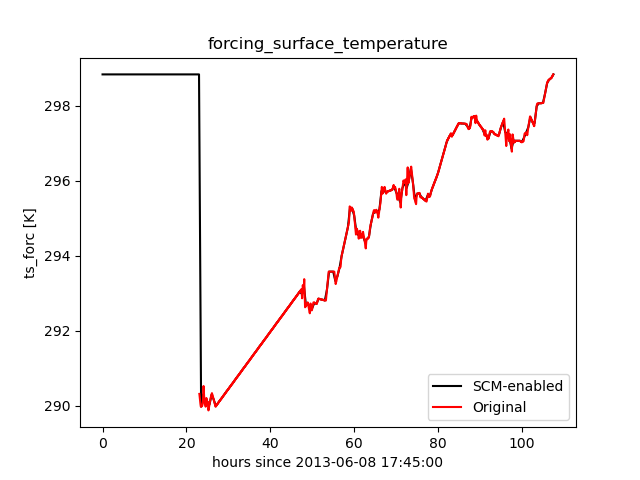 forcing_surface_temperature
ts_forc [K]
298
296
294
292
290
0 20 40 60 80 100
hours since 2013-06-08 17:45:00
SCM-enabled
Original